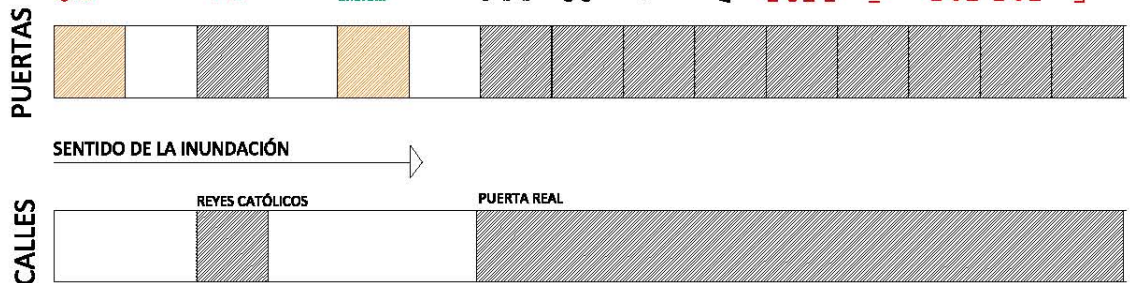 PUERTAS
SENTIDO DE LA INUNDACIÓN
REYES CATÓLICOS
PUERTA REAL
CALLES